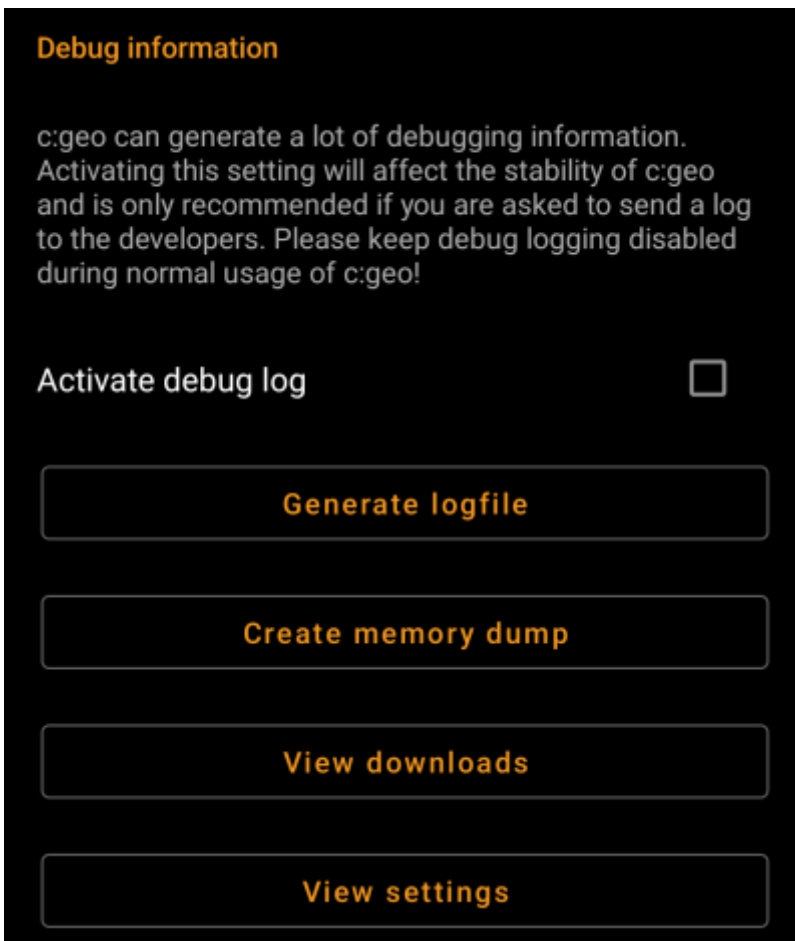 Debug information
c:geo can generate a lot of debugging information.
Activating this setting will affect the stability of c:geo
and is only recommended if you are asked to send a log
to the developers. Please keep debug logging disabled
during normal usage of c:geo!
Activate debug log
Generate logfile
Create memory dump
View downloads
View settings